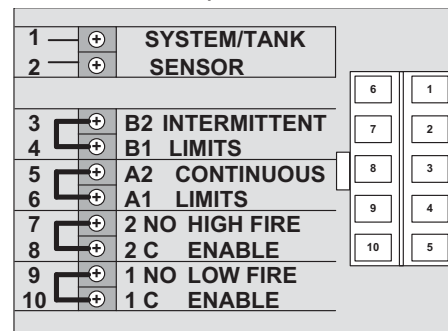 1 SYSTEM/TANK
2 SENSOR
3 B2 INTERMITTENT
4 B1 LIMITS
5 A2 CONTINUOUS
6 A1 LIMITS
7 2 NO HIGH FIRE
8 2 C ENABLE
9 1 NO LOW FIRE
10 1 C ENABLE
6 1
7 2
8 3
9 4
10 5